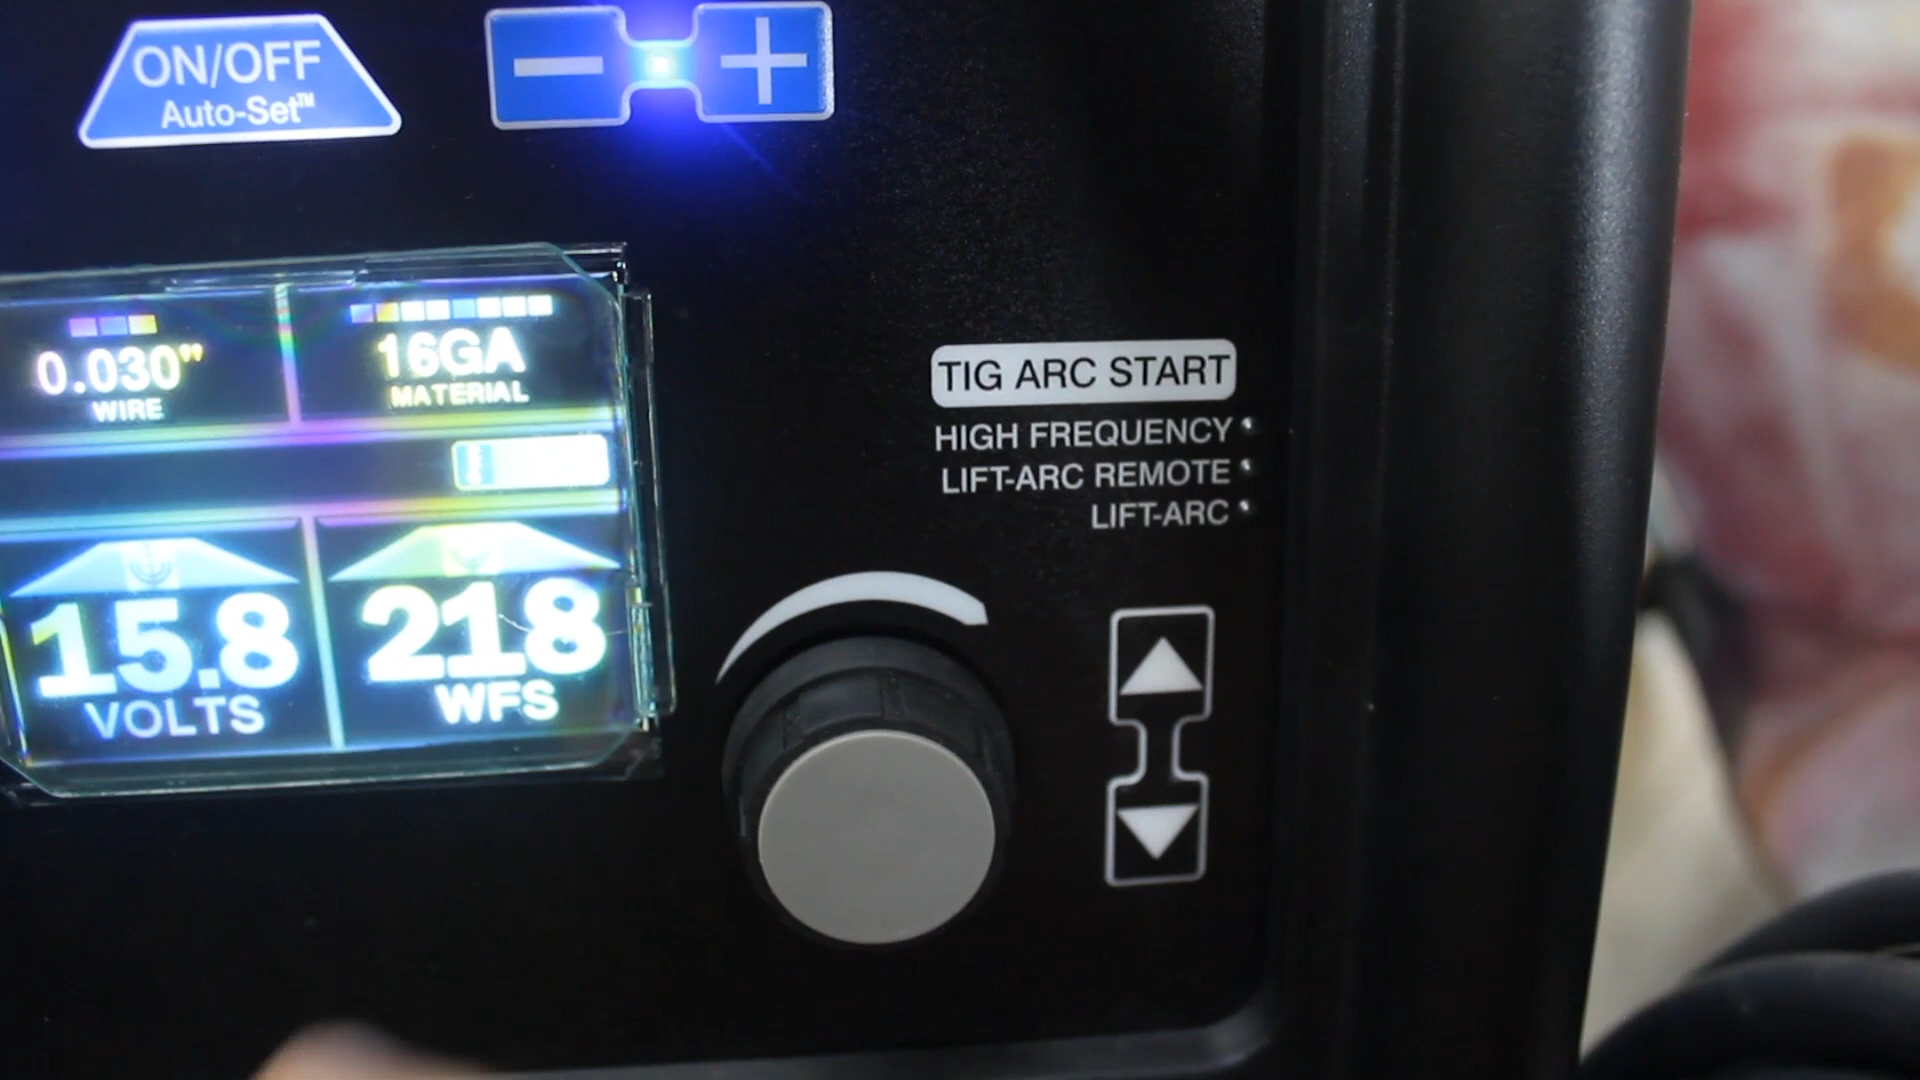 ON/OFF
Auto-Set™
0.030"
WIRE
16GA
MATERIAL
15.8
VOLTS
218
WFS
TIG ARC START
HIGH FREQUENCY
LIFT-ARC REMOTE
LIFT-ARC